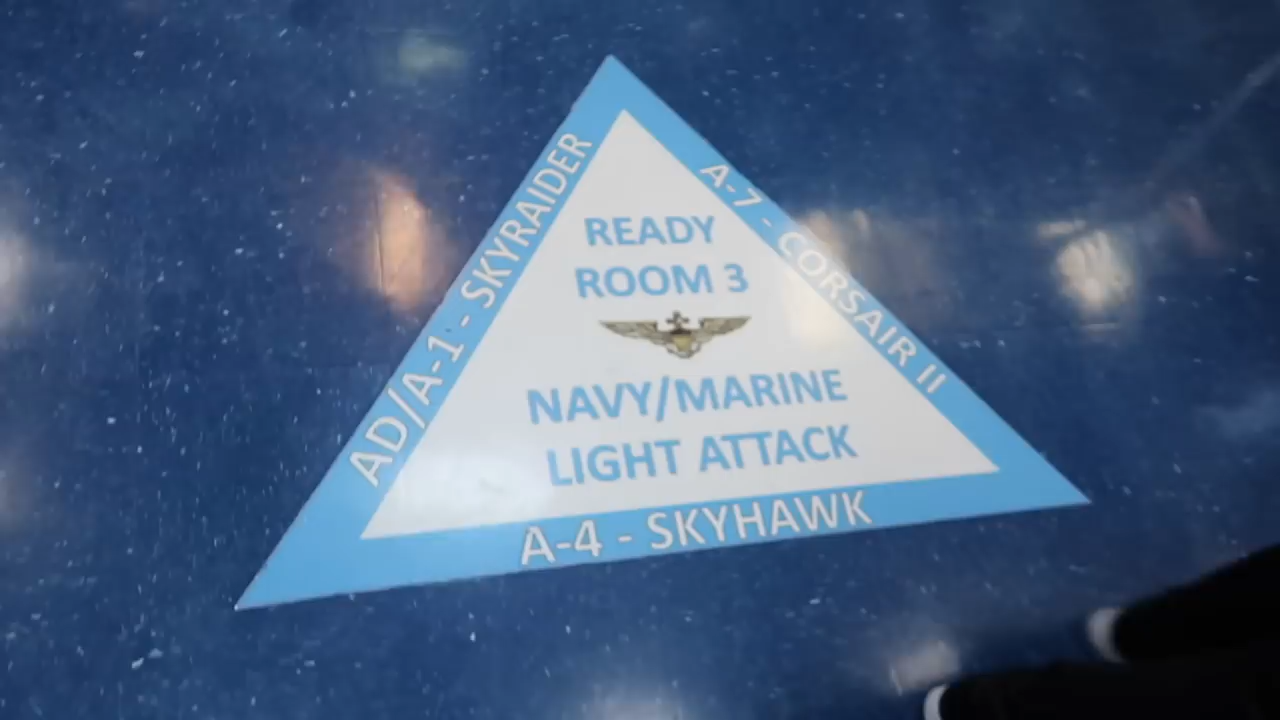 AD/A-1 - SKYRAIDER
A-7 - CORSAIR II
READY
ROOM 3
NAVY/MARINE
LIGHT ATTACK
A-4 - SKYHAWK